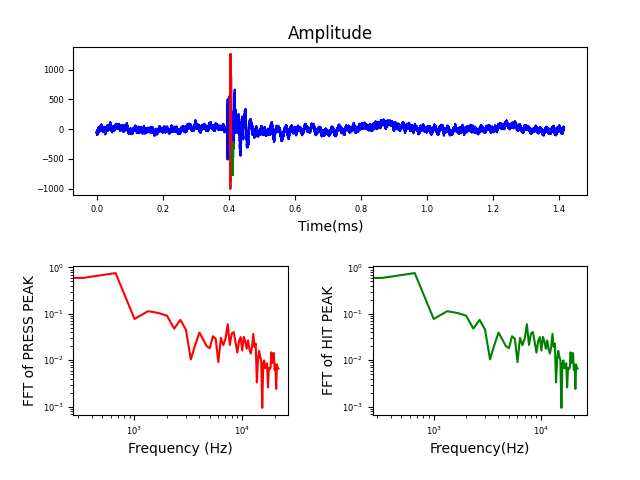 Amplitude
1000
500
0
−500
−1000
0.0 0.2 0.4 0.6 0.8 1.0 1.2 1.4
Time(ms)
FFT of PRESS PEAK
10⁰
10⁻¹
10⁻²
10⁻³
10³ 10⁴
Frequency (Hz)
FFT of HIT PEAK
10⁰
10⁻¹
10⁻²
10⁻³
10³ 10⁴
Frequency(Hz)